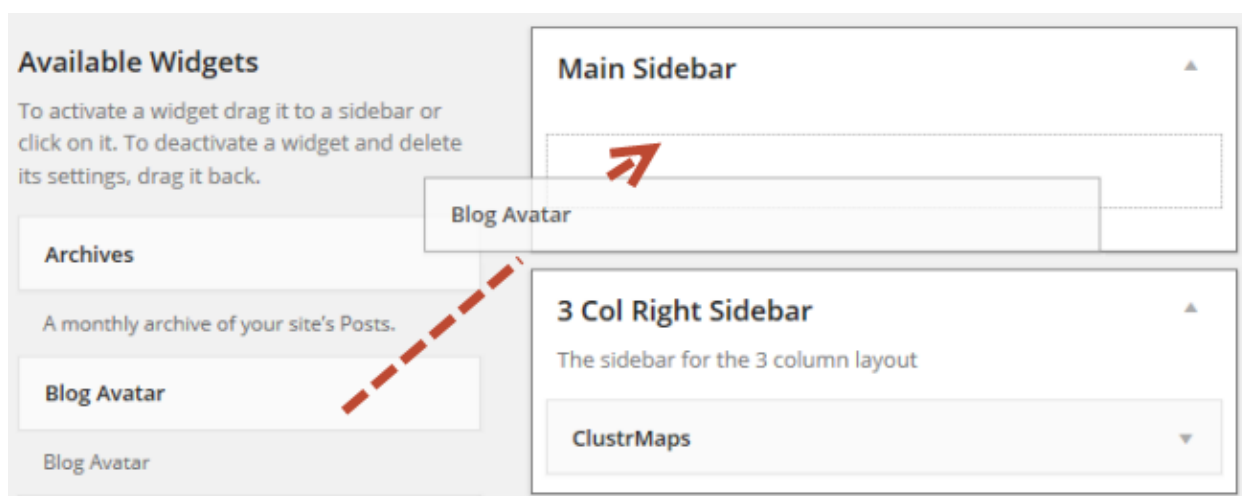 Available Widgets
To activate a widget drag it to a sidebar or
click on it. To deactivate a widget and delete
its settings, drag it back.
Archives
A monthly archive of your site's Posts.
Blog Avatar
Blog Avatar
Main Sidebar
Blog Avatar
3 Col Right Sidebar
The sidebar for the 3 column layout
ClustrMaps